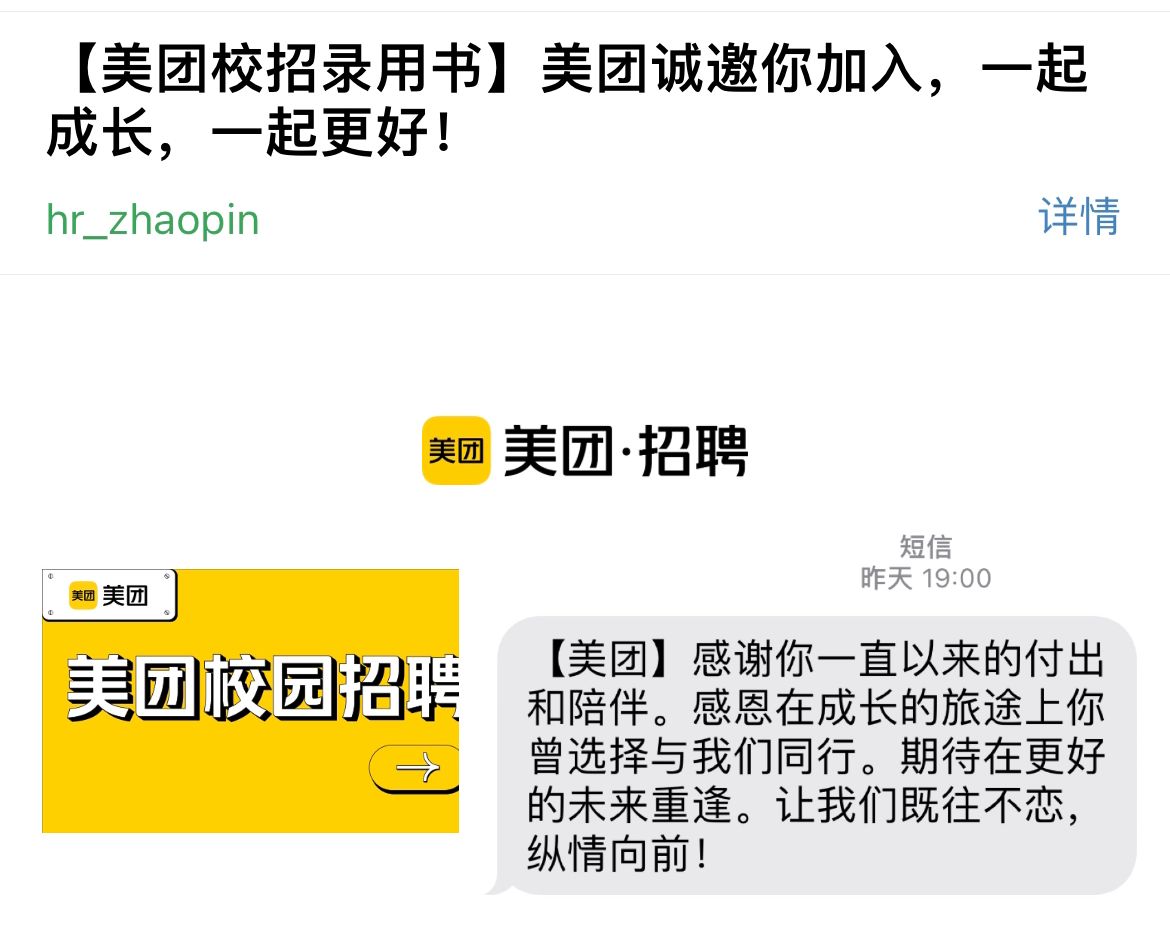 【美团校招录用书】美团诚邀你加入，一起
成长，一起更好！
hr_zhaopin
详情
美团 美团·招聘
美团 美团
美团校园招聘
短信
昨天 19:00
【美团】感谢你一直以来的付出
和陪伴。感恩在成长的旅途上你
曾选择与我们同行。期待在更好
的未来重逢。让我们既往不恋，
纵情向前！